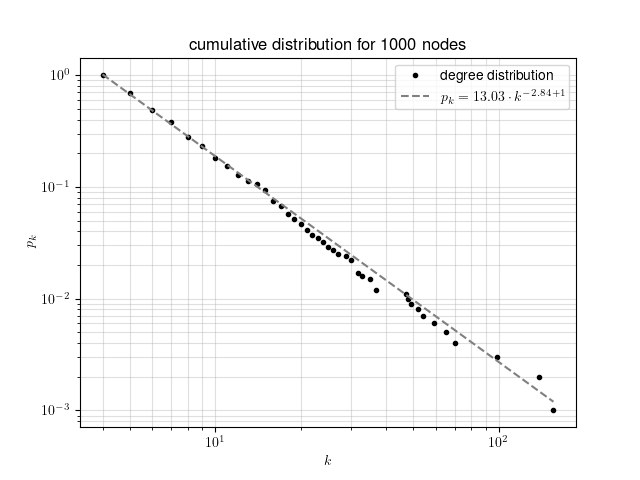 cumulative distribution for 1000 nodes
degree distribution
$p_k = 13.03 \cdot k^{-2.84+1}$
$10^0$
$10^{-1}$
$10^{-2}$
$10^{-3}$
$p_k$
$10^1$
$10^2$
$k$